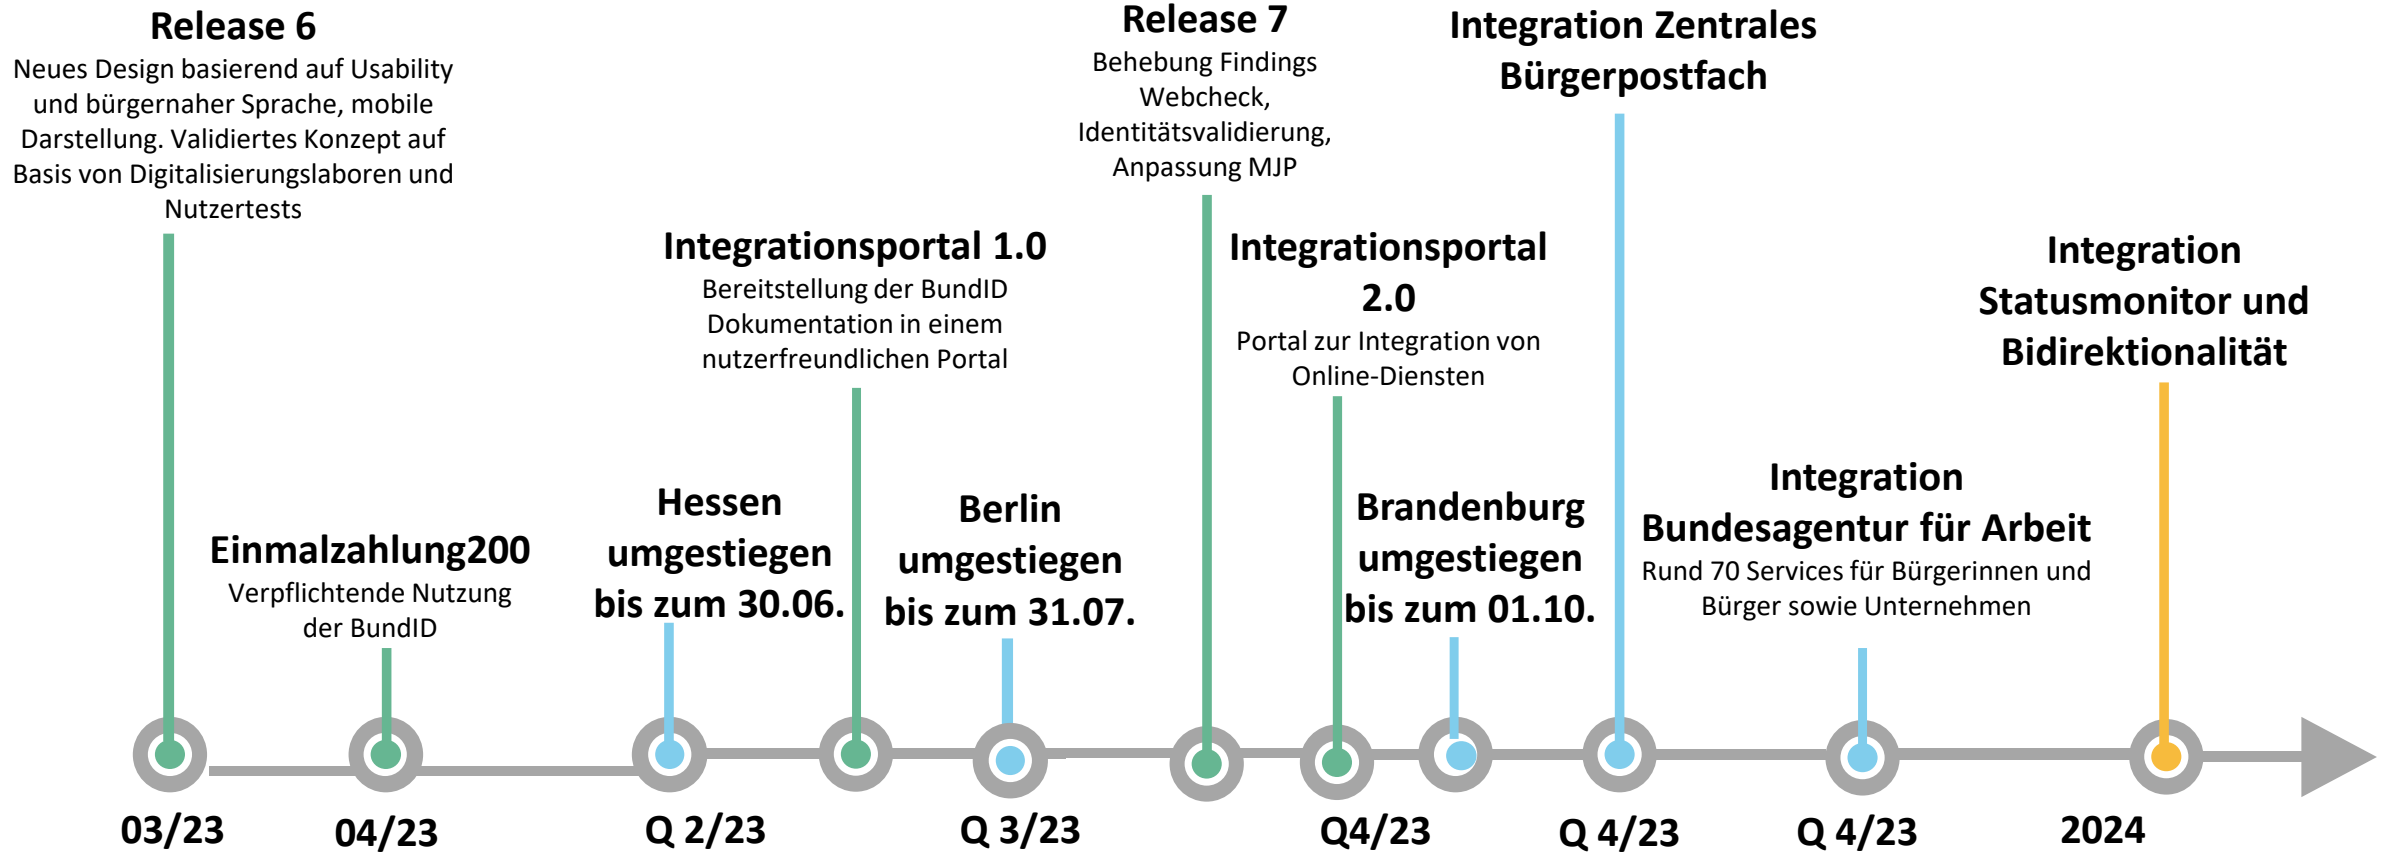 Release 6
Neues Design basierend auf Usability
und bürgernaher Sprache, mobile
Darstellung. Validiertes Konzept auf
Basis von Digitalisierungslaboren und
Nutzertests
Einmalzahlung200
Verpflichtende Nutzung
der BundID
Hessen
umgestiegen
bis zum 30.06.
Integrationsportal 1.0
Bereitstellung der BundID
Dokumentation in einem
nutzerfreundlichen Portal
Berlin
umgestiegen
bis zum 31.07.
Release 7
Behebung Findings
Webcheck,
Identitätsvalidierung,
Anpassung MJP
Integrationsportal
2.0
Portal zur Integration von
Online-Diensten
Brandenburg
umgestiegen
bis zum 01.10.
Integration Zentrales
Bürgerpostfach
Integration
Bundesagentur für Arbeit
Rund 70 Services für Bürgerinnen und
Bürger sowie Unternehmen
Integration
Statusmonitor und
Bidirektionalität
03/23
04/23
Q 2/23
Q 3/23
Q4/23
Q 4/23
Q 4/23
2024